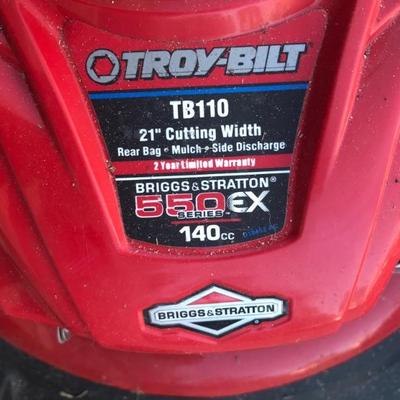 TROY-BILT
TB110
21" Cutting Width
Rear Bag • Mulch • Side Discharge
2 Year Limited Warranty
BRIGGS & STRATTON®
550 EX
SERIES™
140cc
BRIGGS & STRATTON